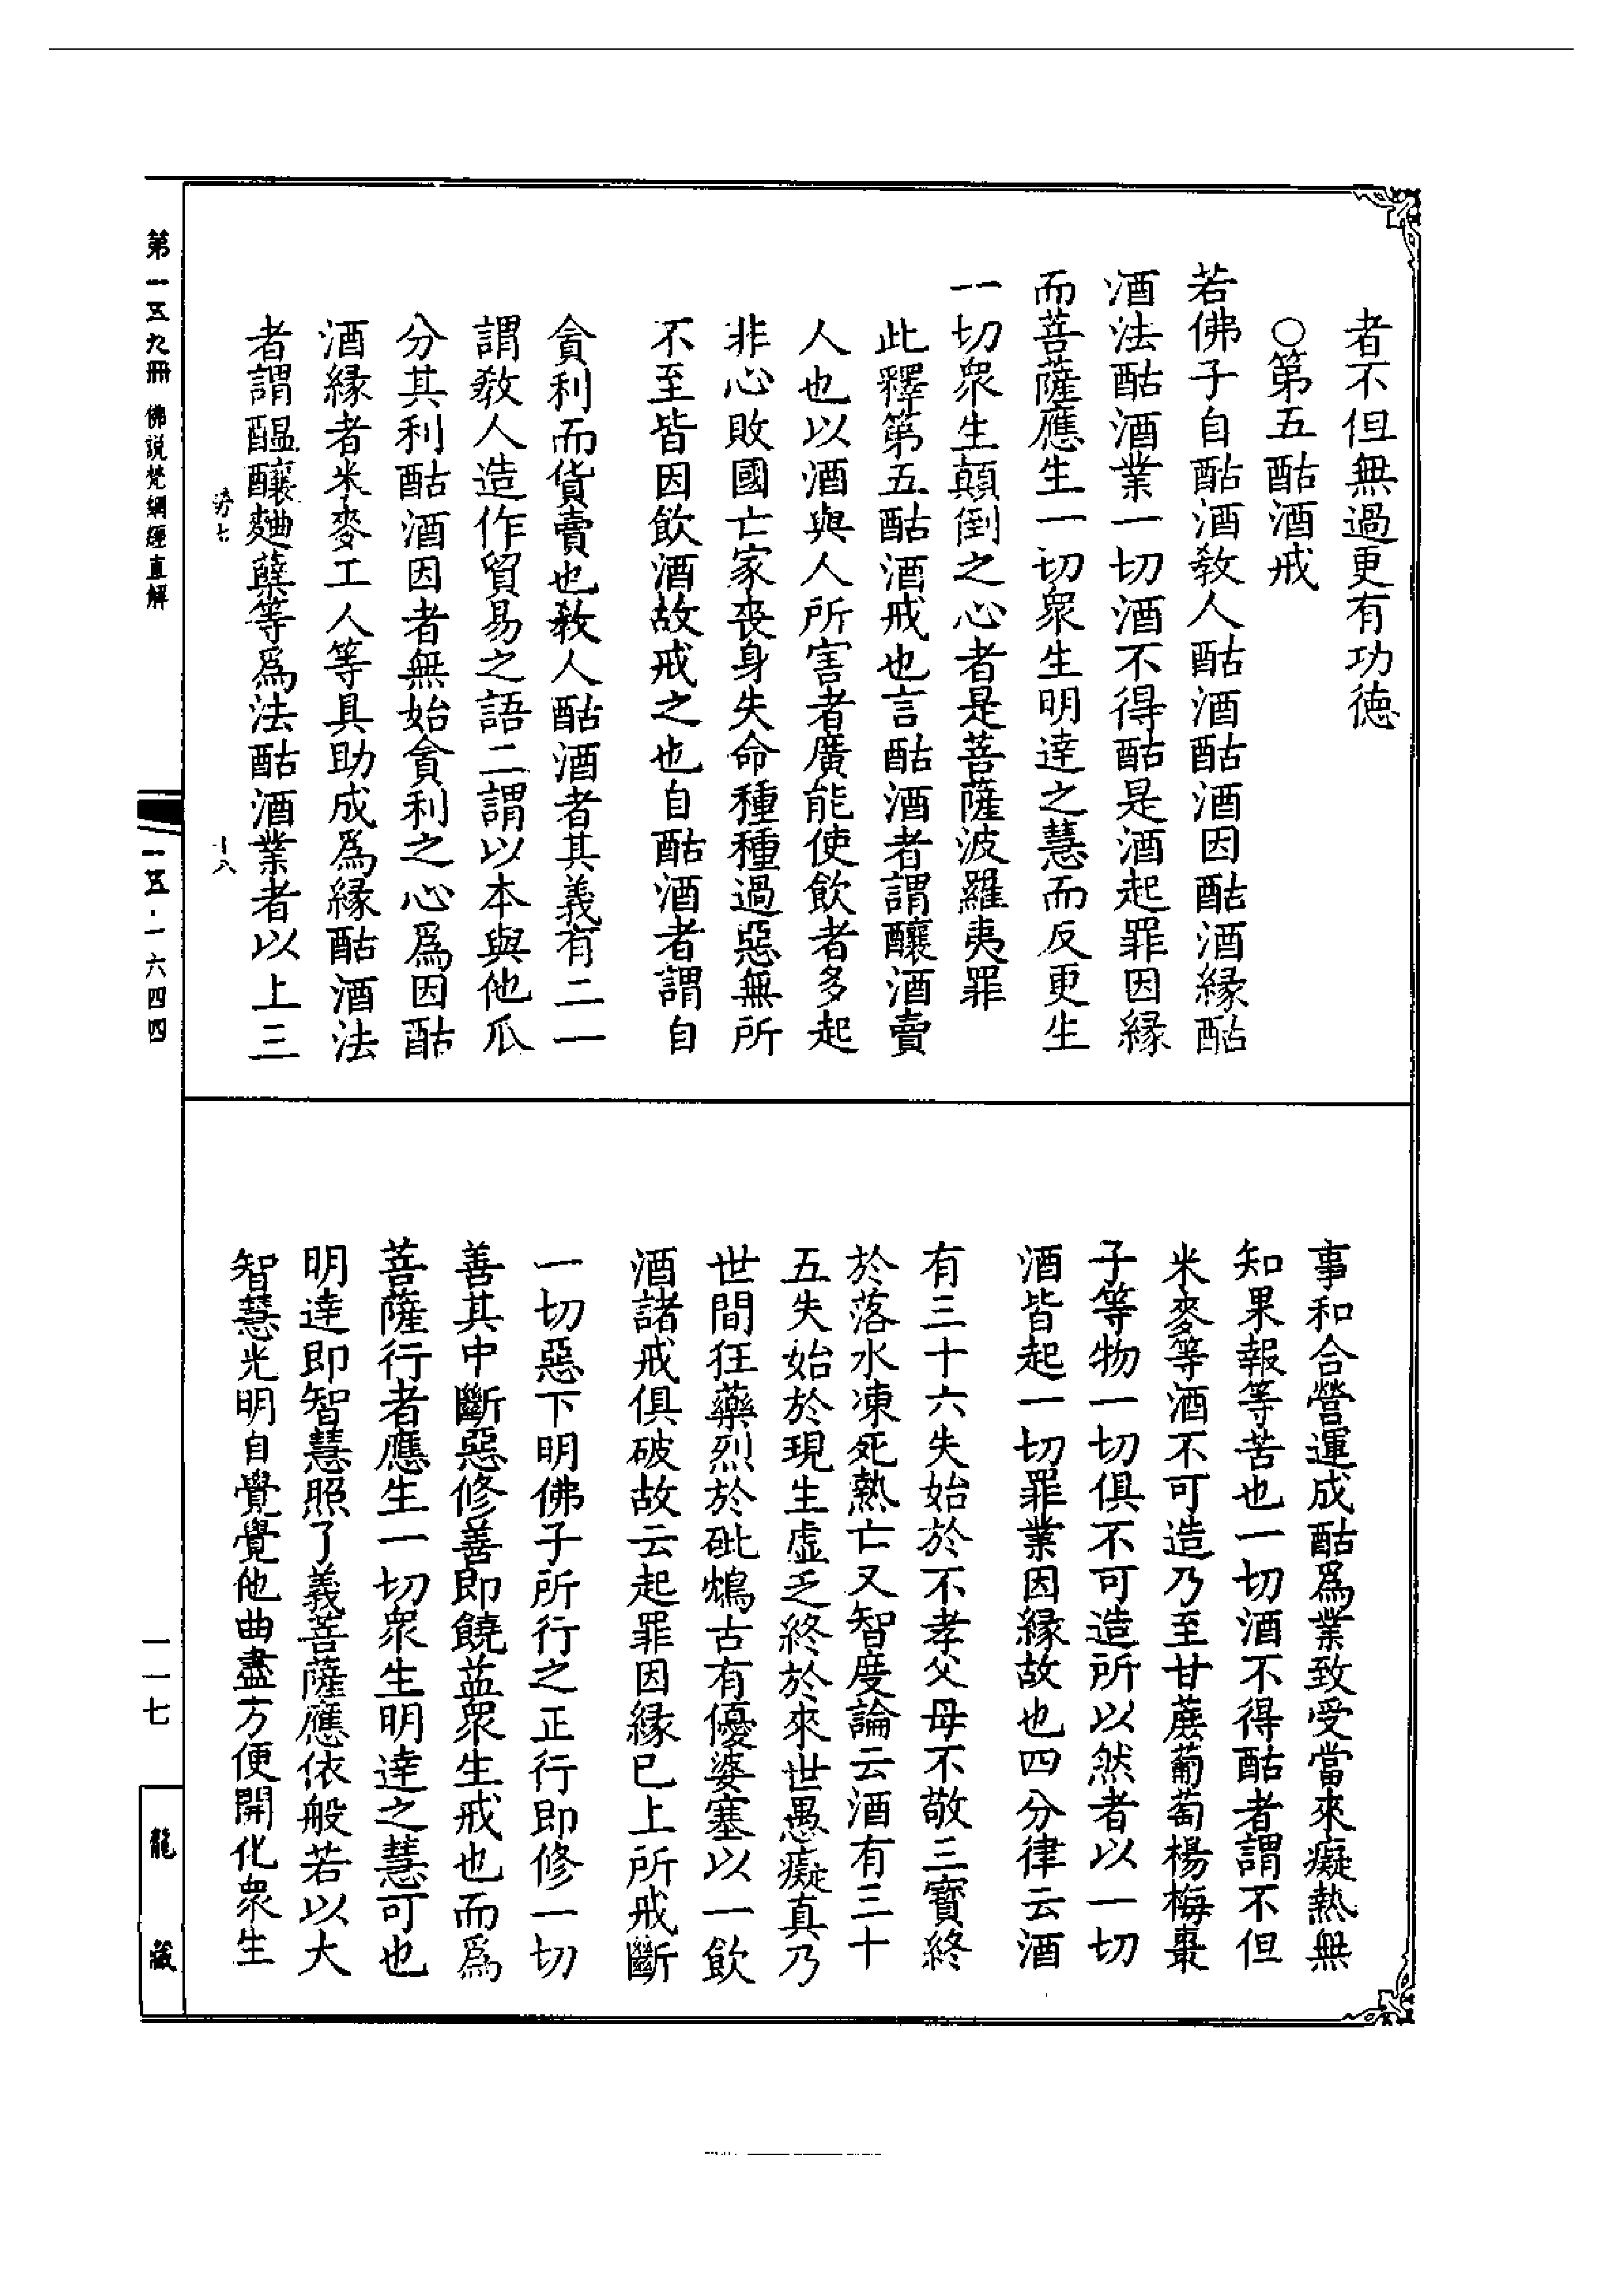 者不但無過更有功徳
○第五酤酒戒
若佛子自酤酒教人酤酒酤酒因酤酒縁酤
酒法酤酒業一切酒不得酤是酒起罪因縁
而菩薩應生一切衆生明達之慧而反更生
一切衆生顛倒之心者是菩薩波羅夷罪
此釋第五酤酒戒也言酤酒者謂釀酒賣
人也以酒與人所害者廣能使飲者多起
非心敗國亡家喪身失命種種過惡無所
不至皆因飲酒故戒之也自酤酒者謂自
貪利而貨賣也教人酤酒者其義有二一
謂教人造作貿易之語二謂以本與他瓜
分其利酤酒因者無始貪利之心爲因酤
酒縁者米麥工人等具助成爲縁酤酒法
者謂醖釀麯蘗等爲法酤酒業者以上三
事和合營運成酤爲業致受當來癡熱無
知果報等苦也一切酒不得酤者謂不但
米麥等酒不可造乃至甘蔗葡萄楊梅棗
子等物一切俱不可造所以然者以一切
酒皆起一切罪業因縁故也四分律云酒
有三十六失始於不孝父母不敬三寶終
於落水凍死熱亡又智度論云酒有三十
五失始於現生虛乏終於來世愚癡真乃
世間狂藥烈於砒鴆古有優婆塞以一飲
酒諸戒俱破故云起罪因縁已上所戒斷
一切惡下明佛子所行之正行即修一切
善其中斷惡修善即饒益衆生戒也而爲
菩薩行者應生一切衆生明達之慧可也
明達即智慧照了義菩薩應依般若以大
智慧光明自覺覺他曲盡方便開化衆生
第一五九冊 佛説梵綱經直解
十八
一五·一六四四
一一七
龍藏